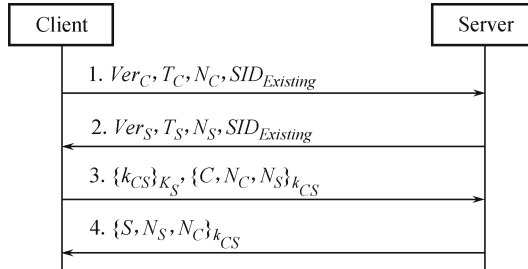 Client Server
1. Ver_C, T_C, N_C, SID_Existing
2. Ver_S, T_S, N_S, SID_Existing
3. {k_CS}_K_S, {C, N_C, N_S}_k_CS
4. {S, N_S, N_C}_k_CS